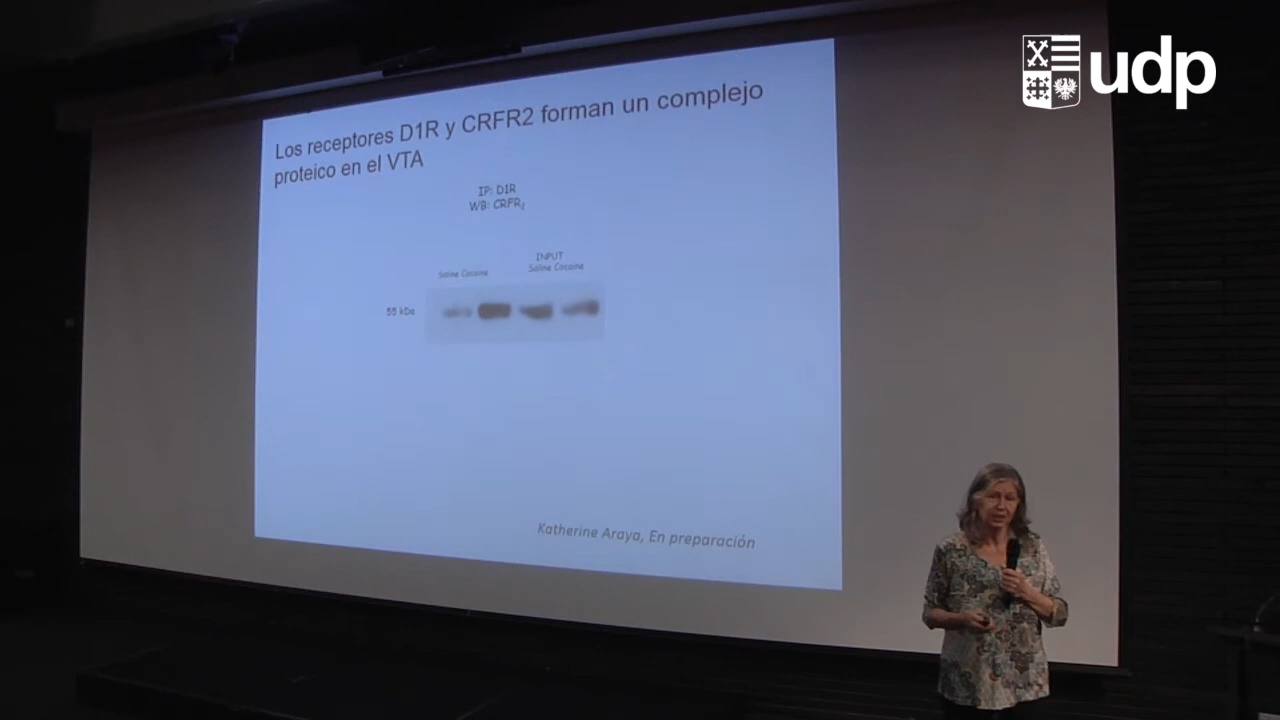 udp
Los receptores D1R y CRFR2 forman un complejo
proteico en el VTA
IP: D1R
WB: CRFR₂
INPUT
Saline Cocaine
Saline Cocaine
55 kDa
Katherine Araya, En preparación